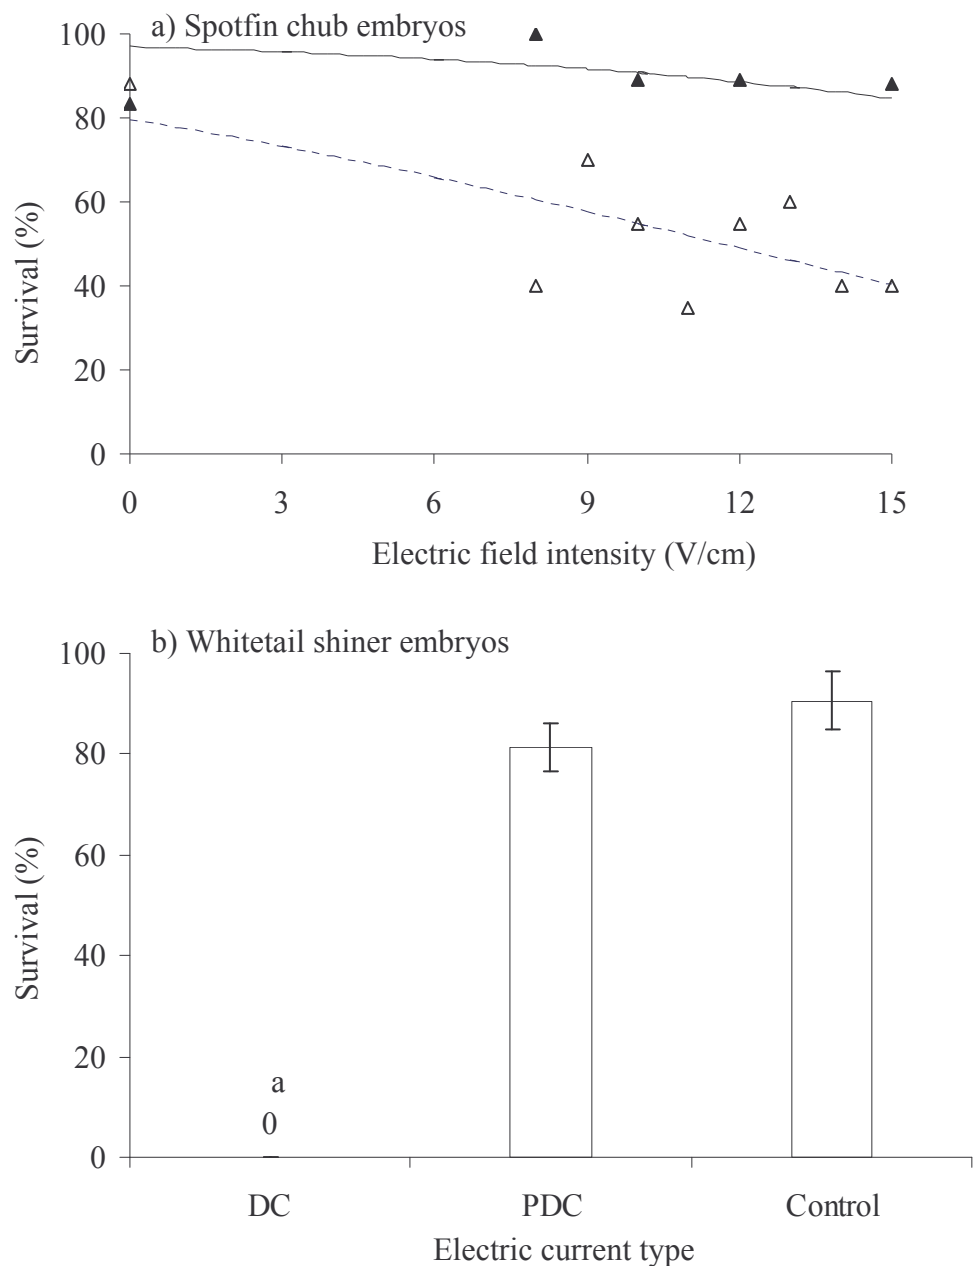 a) Spotfin chub embryos
100
80
60
40
20
0
Survival (%)
0 3 6 9 12 15
Electric field intensity (V/cm)
b) Whitetail shiner embryos
100
80
60
40
20
0
Survival (%)
a
0
DC PDC Control
Electric current type